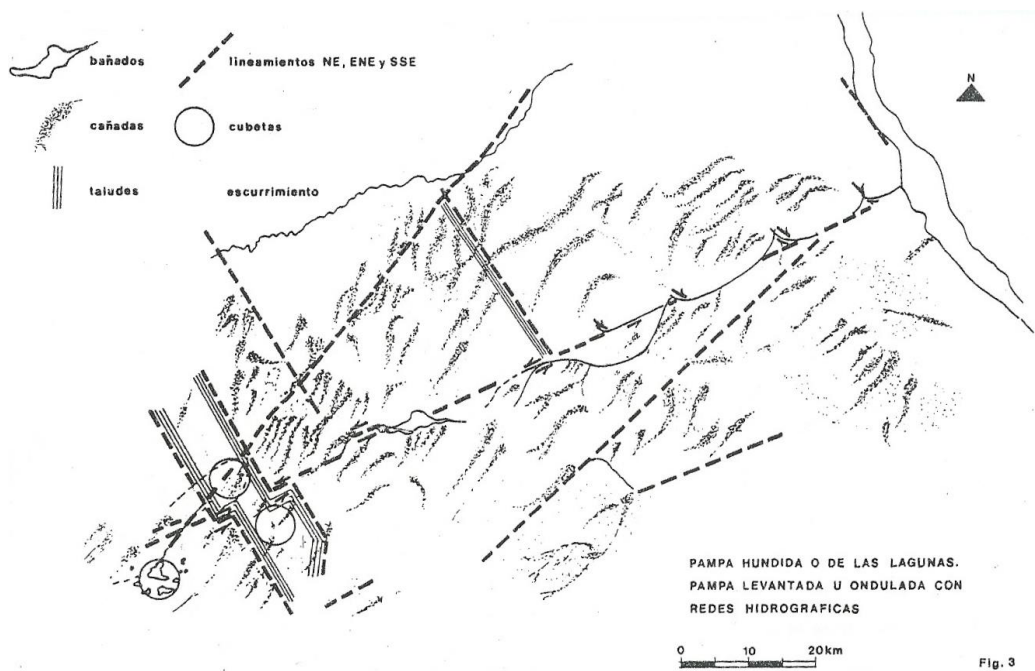 bañados
lineamientos NE, ENE y SSE
cañadas
cubetas
taludes
escurrimiento
N
PAMPA HUNDIDA O DE LAS LAGUNAS.
PAMPA LEVANTADA U ONDULADA CON
REDES HIDROGRAFICAS
0 10 20km
Fig. 3